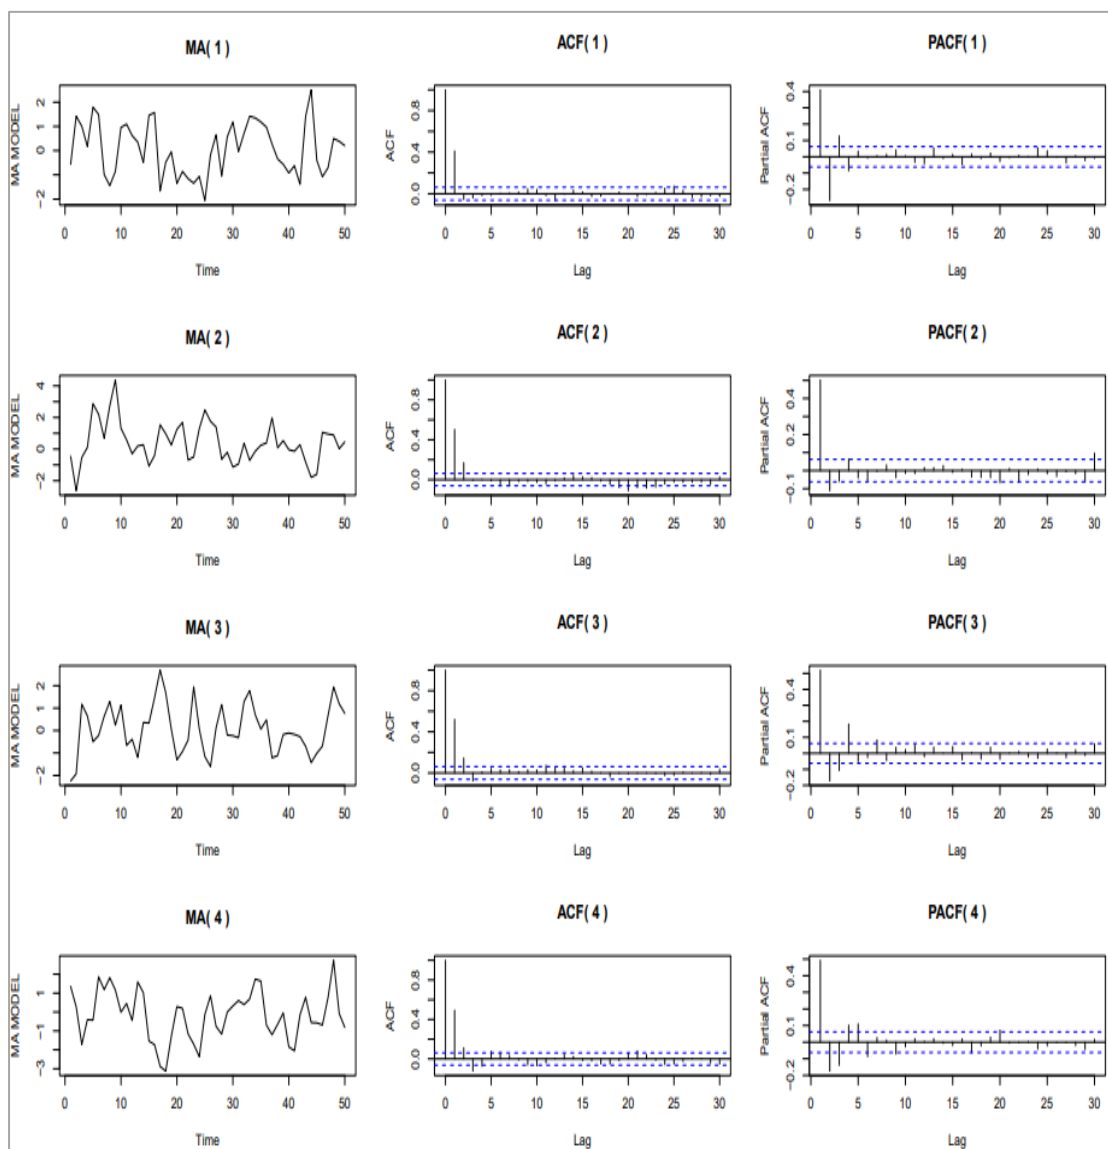 MA( 1 )
ACF( 1 )
PACF( 1 )
MA MODEL
−2 0 1 2
0 10 20 30 40 50
Time
ACF
0.0 0.4 0.8
0 5 10 15 20 25 30
Lag
Partial ACF
−0.2 0.1 0.4
0 5 10 15 20 25 30
Lag
MA( 2 )
ACF( 2 )
PACF( 2 )
MA MODEL
−2 0 2 4
0 10 20 30 40 50
Time
ACF
0.0 0.4 0.8
0 5 10 15 20 25 30
Lag
Partial ACF
−0.1 0.2 0.4
0 5 10 15 20 25 30
Lag
MA( 3 )
ACF( 3 )
PACF( 3 )
MA MODEL
−2 0 1 2
0 10 20 30 40 50
Time
ACF
0.0 0.4 0.8
0 5 10 15 20 25 30
Lag
Partial ACF
−0.2 0.1 0.4
0 5 10 15 20 25 30
Lag
MA( 4 )
ACF( 4 )
PACF( 4 )
MA MODEL
−3 −1 1
0 10 20 30 40 50
Time
ACF
0.0 0.4 0.8
0 5 10 15 20 25 30
Lag
Partial ACF
−0.2 0.1 0.4
0 5 10 15 20 25 30
Lag